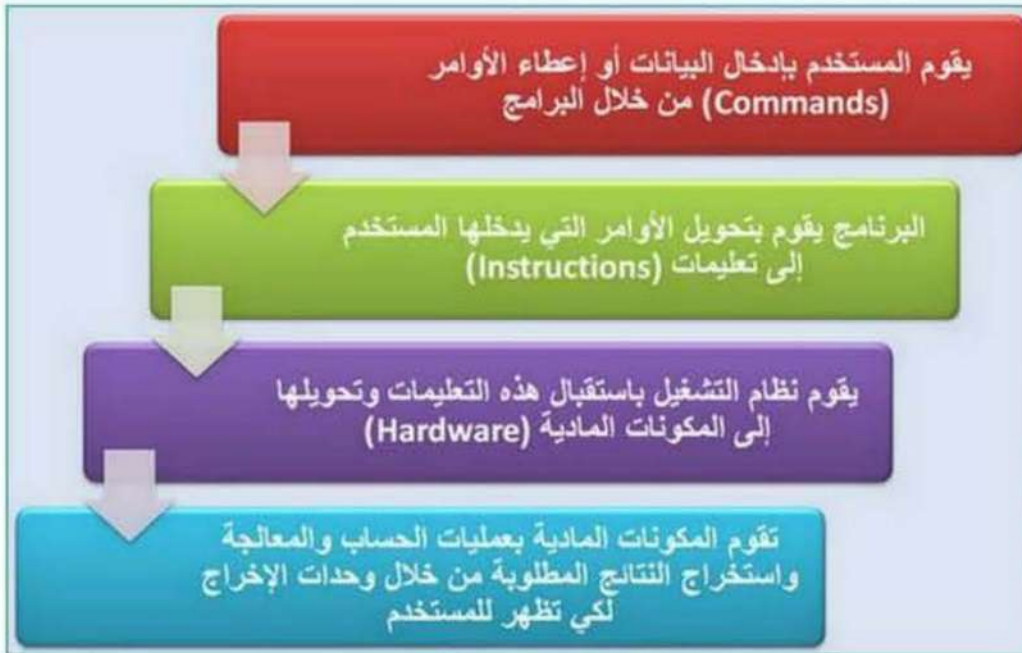 يقوم المستخدم بإدخال البيانات أو إعطاء الأوامر
(Commands) من خلال البرامج
البرنامج يقوم بتحويل الأوامر التي يدخلها المستخدم
إلى تعليمات (Instructions)
يقوم نظام التشغيل باستقبال هذه التعليمات وتحويلها
إلى المكونات المادية (Hardware)
تقوم المكونات المادية بعمليات الحساب والمعالجة
واستخراج النتائج المطلوبة من خلال وحدات الإخراج
لكي تظهر للمستخدم